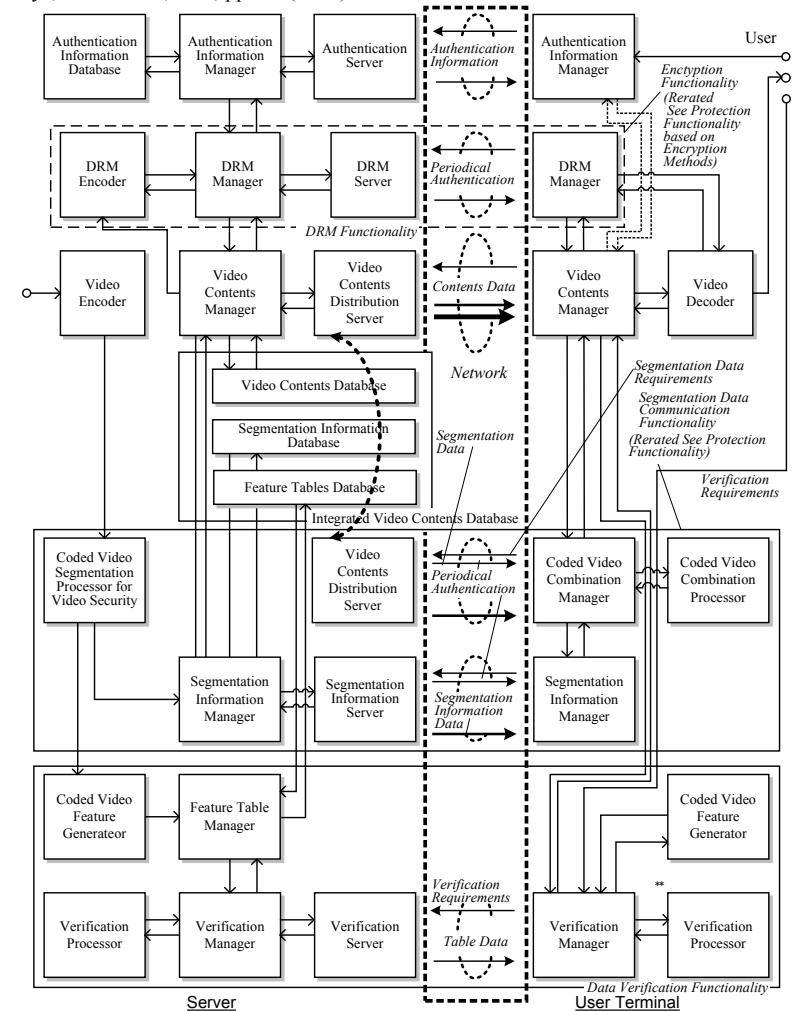 Authentication
Information
Database
Authentication
Information
Manager
Authentication
Server
Authentication
Information
Authentication
Information
Manager
User
Enctyption
Functionality
(Rerated
See Protection
Functionality
based on
Encryption
Methods)
DRM
Encoder
DRM
Manager
DRM
Server
Periodical
Authentication
DRM
Manager
DRM Functionality
Video
Encoder
Video
Contents
Manager
Video
Contents
Distribution
Server
Contents Data
Network
Video
Contents
Manager
Video
Decoder
Video Contents Database
Segmentation Information
Database
Feature Tables Database
Integrated Video Contents Database
Segmentation
Data
Segmentation Data
Requirements
Segmentation Data
Communication
Functionality
(Rerated See Protection
Functionality)
Verification
Requirements
Coded Video
Segmentation
Processor for
Video Security
Video
Contents
Distribution
Server
Periodical
Authentication
Coded Video
Combination
Manager
Coded Video
Combination
Processor
Segmentation
Information
Manager
Segmentation
Information
Server
Segmentation
Information
Data
Segmentation
Information
Manager
Coded Video
Feature
Generateor
Feature Table
Manager
Coded Video
Feature
Generator
**
Verification
Processor
Verification
Manager
Verification
Server
Verification
Requirements
Table Data
Verification
Manager
Verification
Processor
Data Verification Functionality
Server
User Terminal